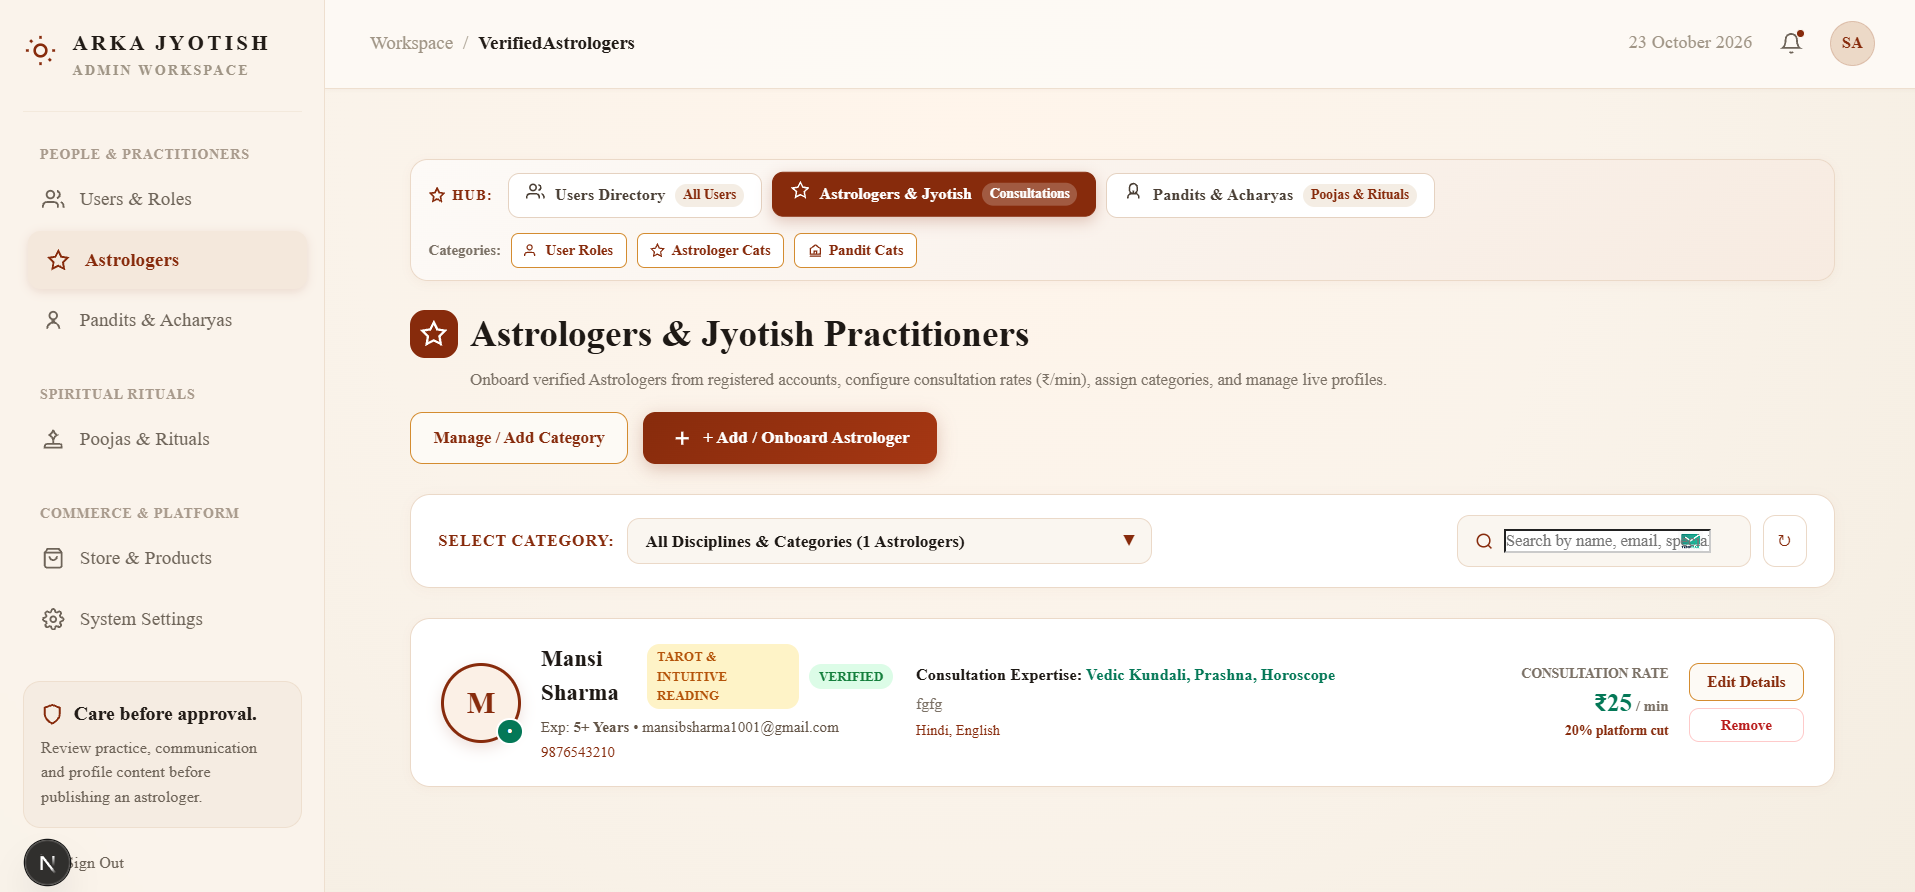 ARKA JYOTISH
ADMIN WORKSPACE
PEOPLE & PRACTITIONERS
Users & Roles
Astrologers
Pandits & Acharyas
SPIRITUAL RITUALS
Poojas & Rituals
COMMERCE & PLATFORM
Store & Products
System Settings
Care before approval.
Review practice, communication
and profile content before
publishing an astrologer.
N
Sign Out
Workspace / VerifiedAstrologers
23 October 2026
SA
HUB:
Users Directory All Users
Astrologers & Jyotish Consultations
Pandits & Acharyas Poojas & Rituals
Categories:
User Roles
Astrologer Cats
Pandit Cats
Astrologers & Jyotish Practitioners
Onboard verified Astrologers from registered accounts, configure consultation rates (₹/min), assign categories, and manage live profiles.
Manage / Add Category
+ Add / Onboard Astrologer
SELECT CATEGORY:
All Disciplines & Categories (1 Astrologers)
Search by name, email,
M
Mansi
Sharma
TAROT &
INTUITIVE
READING
VERIFIED
Exp: 5+ Years • mansibsharma1001@gmail.com
9876543210
Consultation Expertise: Vedic Kundali, Prashna, Horoscope
fgfg
Hindi, English
CONSULTATION RATE
₹25 / min
20% platform cut
Edit Details
Remove